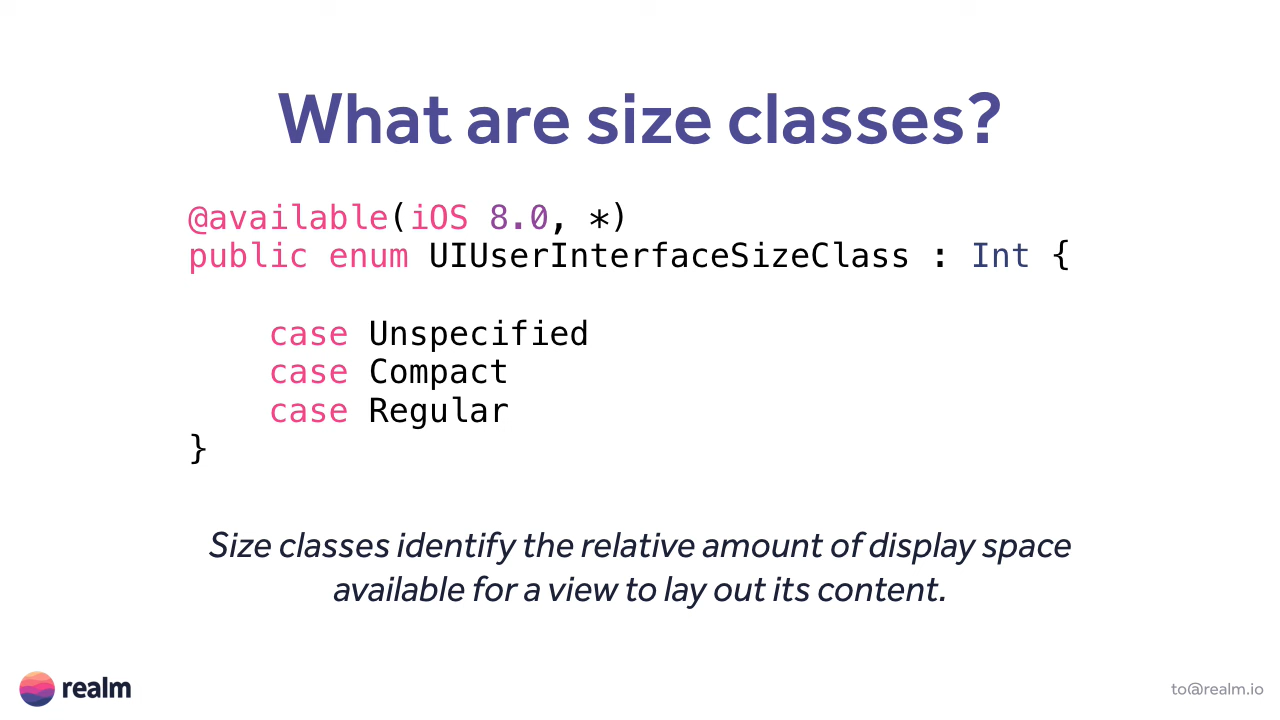 What are size classes?
@available(iOS 8.0, *)
public enum UIUserInterfaceSizeClass : Int {
    case Unspecified
    case Compact
    case Regular
}
Size classes identify the relative amount of display space
available for a view to lay out its content.
realm
to@realm.io